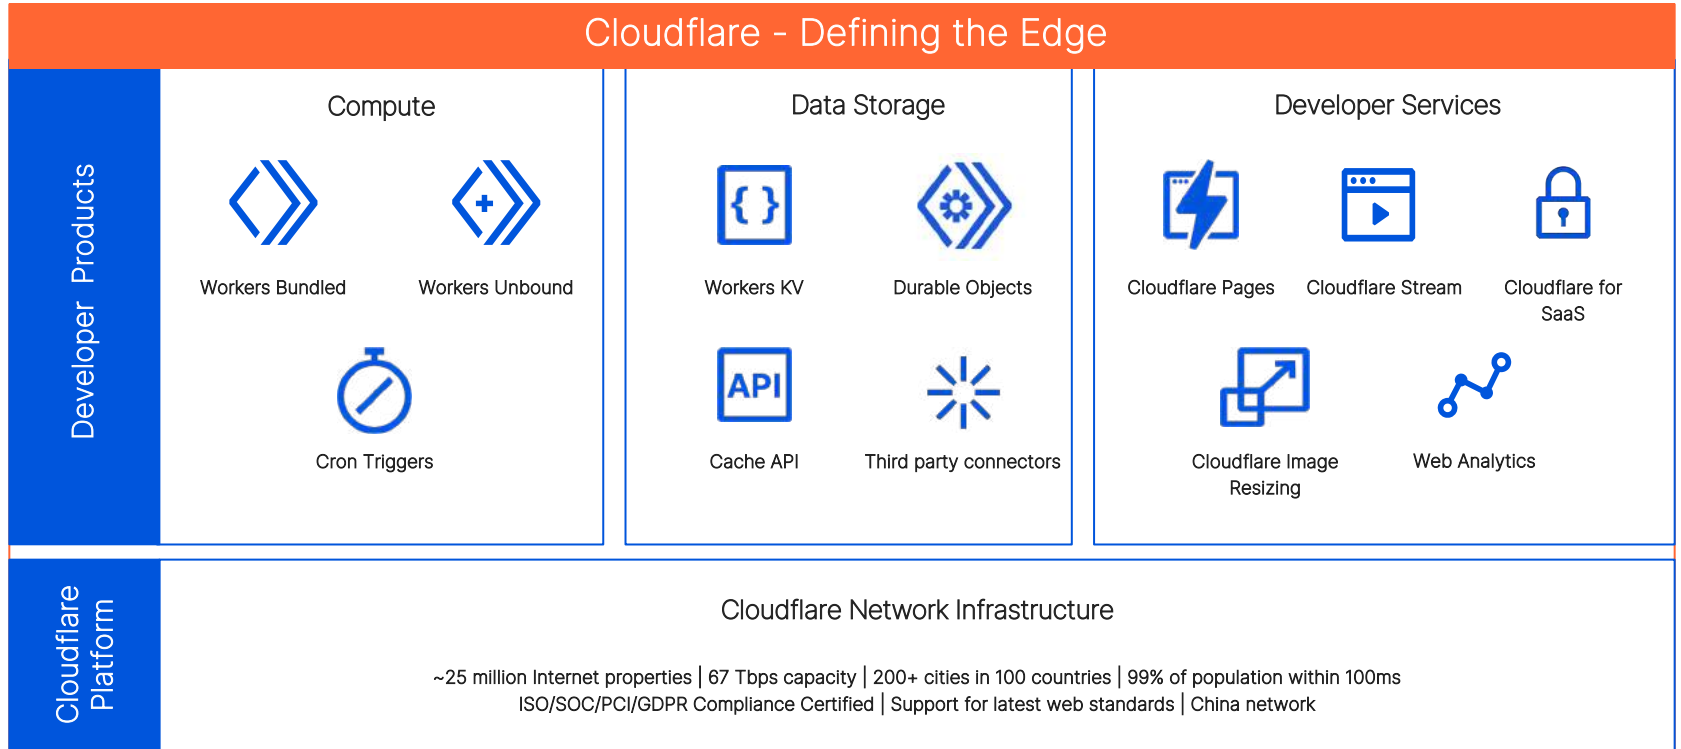 Cloudflare - Defining the Edge
Developer Products
Compute
Workers Bundled
Workers Unbound
Cron Triggers
Data Storage
{ }
Workers KV
Durable Objects
API
Cache API
Third party connectors
Developer Services
Cloudflare Pages
Cloudflare Stream
Cloudflare for
SaaS
Cloudflare Image
Resizing
Web Analytics
Cloudflare
Platform
Cloudflare Network Infrastructure
~25 million Internet properties | 67 Tbps capacity | 200+ cities in 100 countries | 99% of population within 100ms
ISO/SOC/PCI/GDPR Compliance Certified | Support for latest web standards | China network